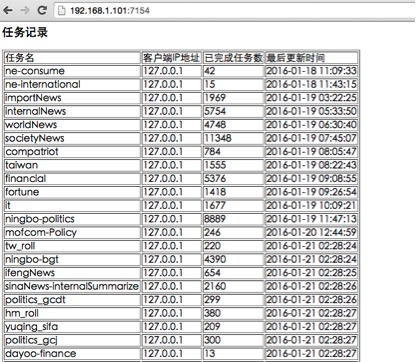 192.168.1.101:7154
任务记录
任务名 客户端IP地址 已完成任务数 最后更新时间
ne-consume 127.0.0.1 42 2016-01-18 11:09:33
ne-international 127.0.0.1 15 2016-01-18 11:43:15
importNews 127.0.0.1 1969 2016-01-19 03:22:25
internalNews 127.0.0.1 5754 2016-01-19 05:33:50
worldNews 127.0.0.1 4748 2016-01-19 06:30:40
societyNews 127.0.0.1 11348 2016-01-19 07:45:07
compatriot 127.0.0.1 784 2016-01-19 08:05:47
taiwan 127.0.0.1 1555 2016-01-19 08:22:43
financial 127.0.0.1 5376 2016-01-19 09:08:55
fortune 127.0.0.1 1418 2016-01-19 09:26:54
it 127.0.0.1 1677 2016-01-19 10:09:21
ningbo-politics 127.0.0.1 8889 2016-01-19 11:47:13
mofcom-Policy 127.0.0.1 246 2016-01-20 12:44:59
tw_roll 127.0.0.1 220 2016-01-21 02:28:24
ningbo-bgt 127.0.0.1 4390 2016-01-21 02:28:24
ifengNews 127.0.0.1 654 2016-01-21 02:28:25
sinaNews-internalSummarize 127.0.0.1 2160 2016-01-21 02:28:26
politics_gcdt 127.0.0.1 299 2016-01-21 02:28:26
hm_roll 127.0.0.1 380 2016-01-21 02:28:27
yuqing_sifa 127.0.0.1 209 2016-01-21 02:28:27
politics_gcj 127.0.0.1 300 2016-01-21 02:28:27
dayoo-finance 127.0.0.1 13 2016-01-21 02:28:27